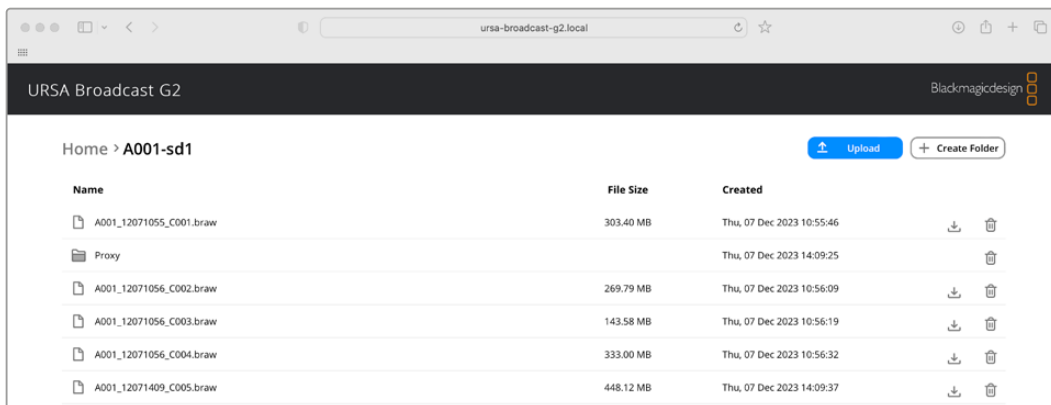 ursa-broadcast-g2.local
URSA Broadcast G2
Blackmagicdesign
Home > A001-sd1
Upload
+ Create Folder
Name File Size Created
A001_12071055_C001.braw 303.40 MB Thu, 07 Dec 2023 10:55:46
Proxy Thu, 07 Dec 2023 14:09:25
A001_12071056_C002.braw 269.79 MB Thu, 07 Dec 2023 10:56:09
A001_12071056_C003.braw 143.58 MB Thu, 07 Dec 2023 10:56:19
A001_12071056_C004.braw 333.00 MB Thu, 07 Dec 2023 10:56:32
A001_12071409_C005.braw 448.12 MB Thu, 07 Dec 2023 14:09:37